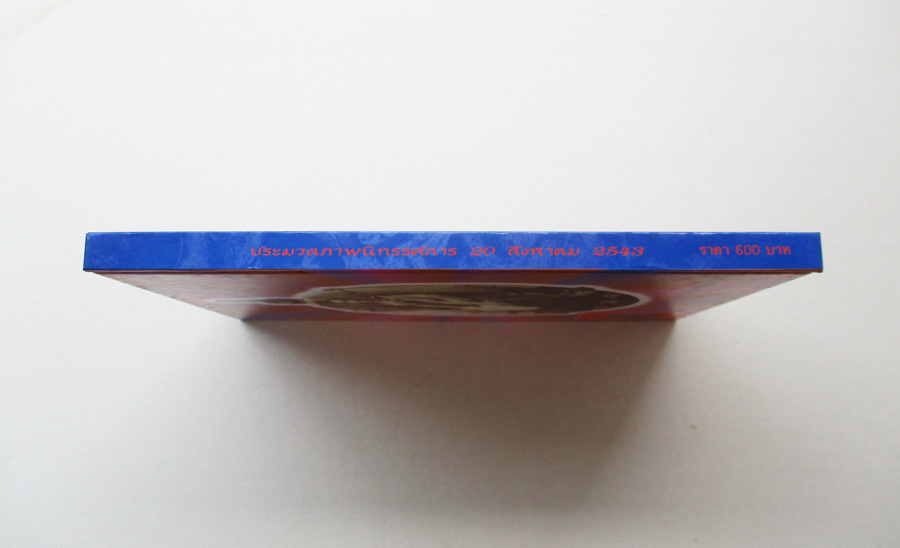 ประมวลภาพนิทรรศการ 20 สิงหาคม 2543 ราคา 600 บาท